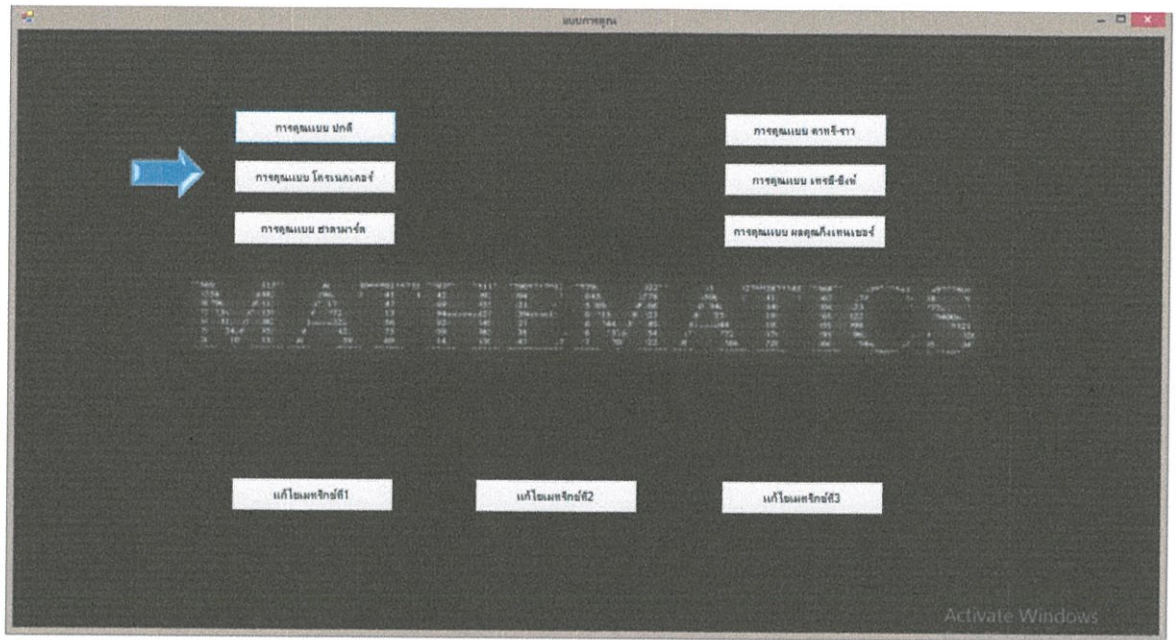 แบบการคูณ
การคูณแบบ ปกติ
การคูณแบบ คาทรี-ราว
การคูณแบบ โครเนคเคอร์
การคูณแบบ เทรซี-ซิงห์
การคูณแบบ ฮาดามาร์ด
การคูณแบบ ผลคูณกึ่งเทนเซอร์
MATHEMATICS
แก้ไขเมทริกซ์ที่1
แก้ไขเมทริกซ์ที่2
แก้ไขเมทริกซ์ที่3
Activate Windows